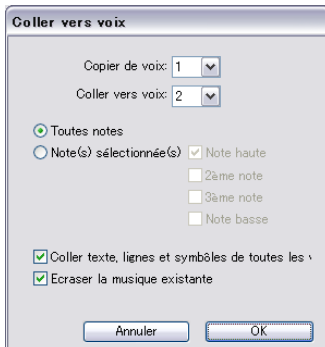 Coller vers voix
Copier de voix: 1
Coller vers voix: 2
Toutes notes
Note(s) sélectionnée(s)
Note haute
2ème note
3ème note
Note basse
Coller texte, lignes et symboles de toutes les
Ecraser la musique existante
Annuler
OK